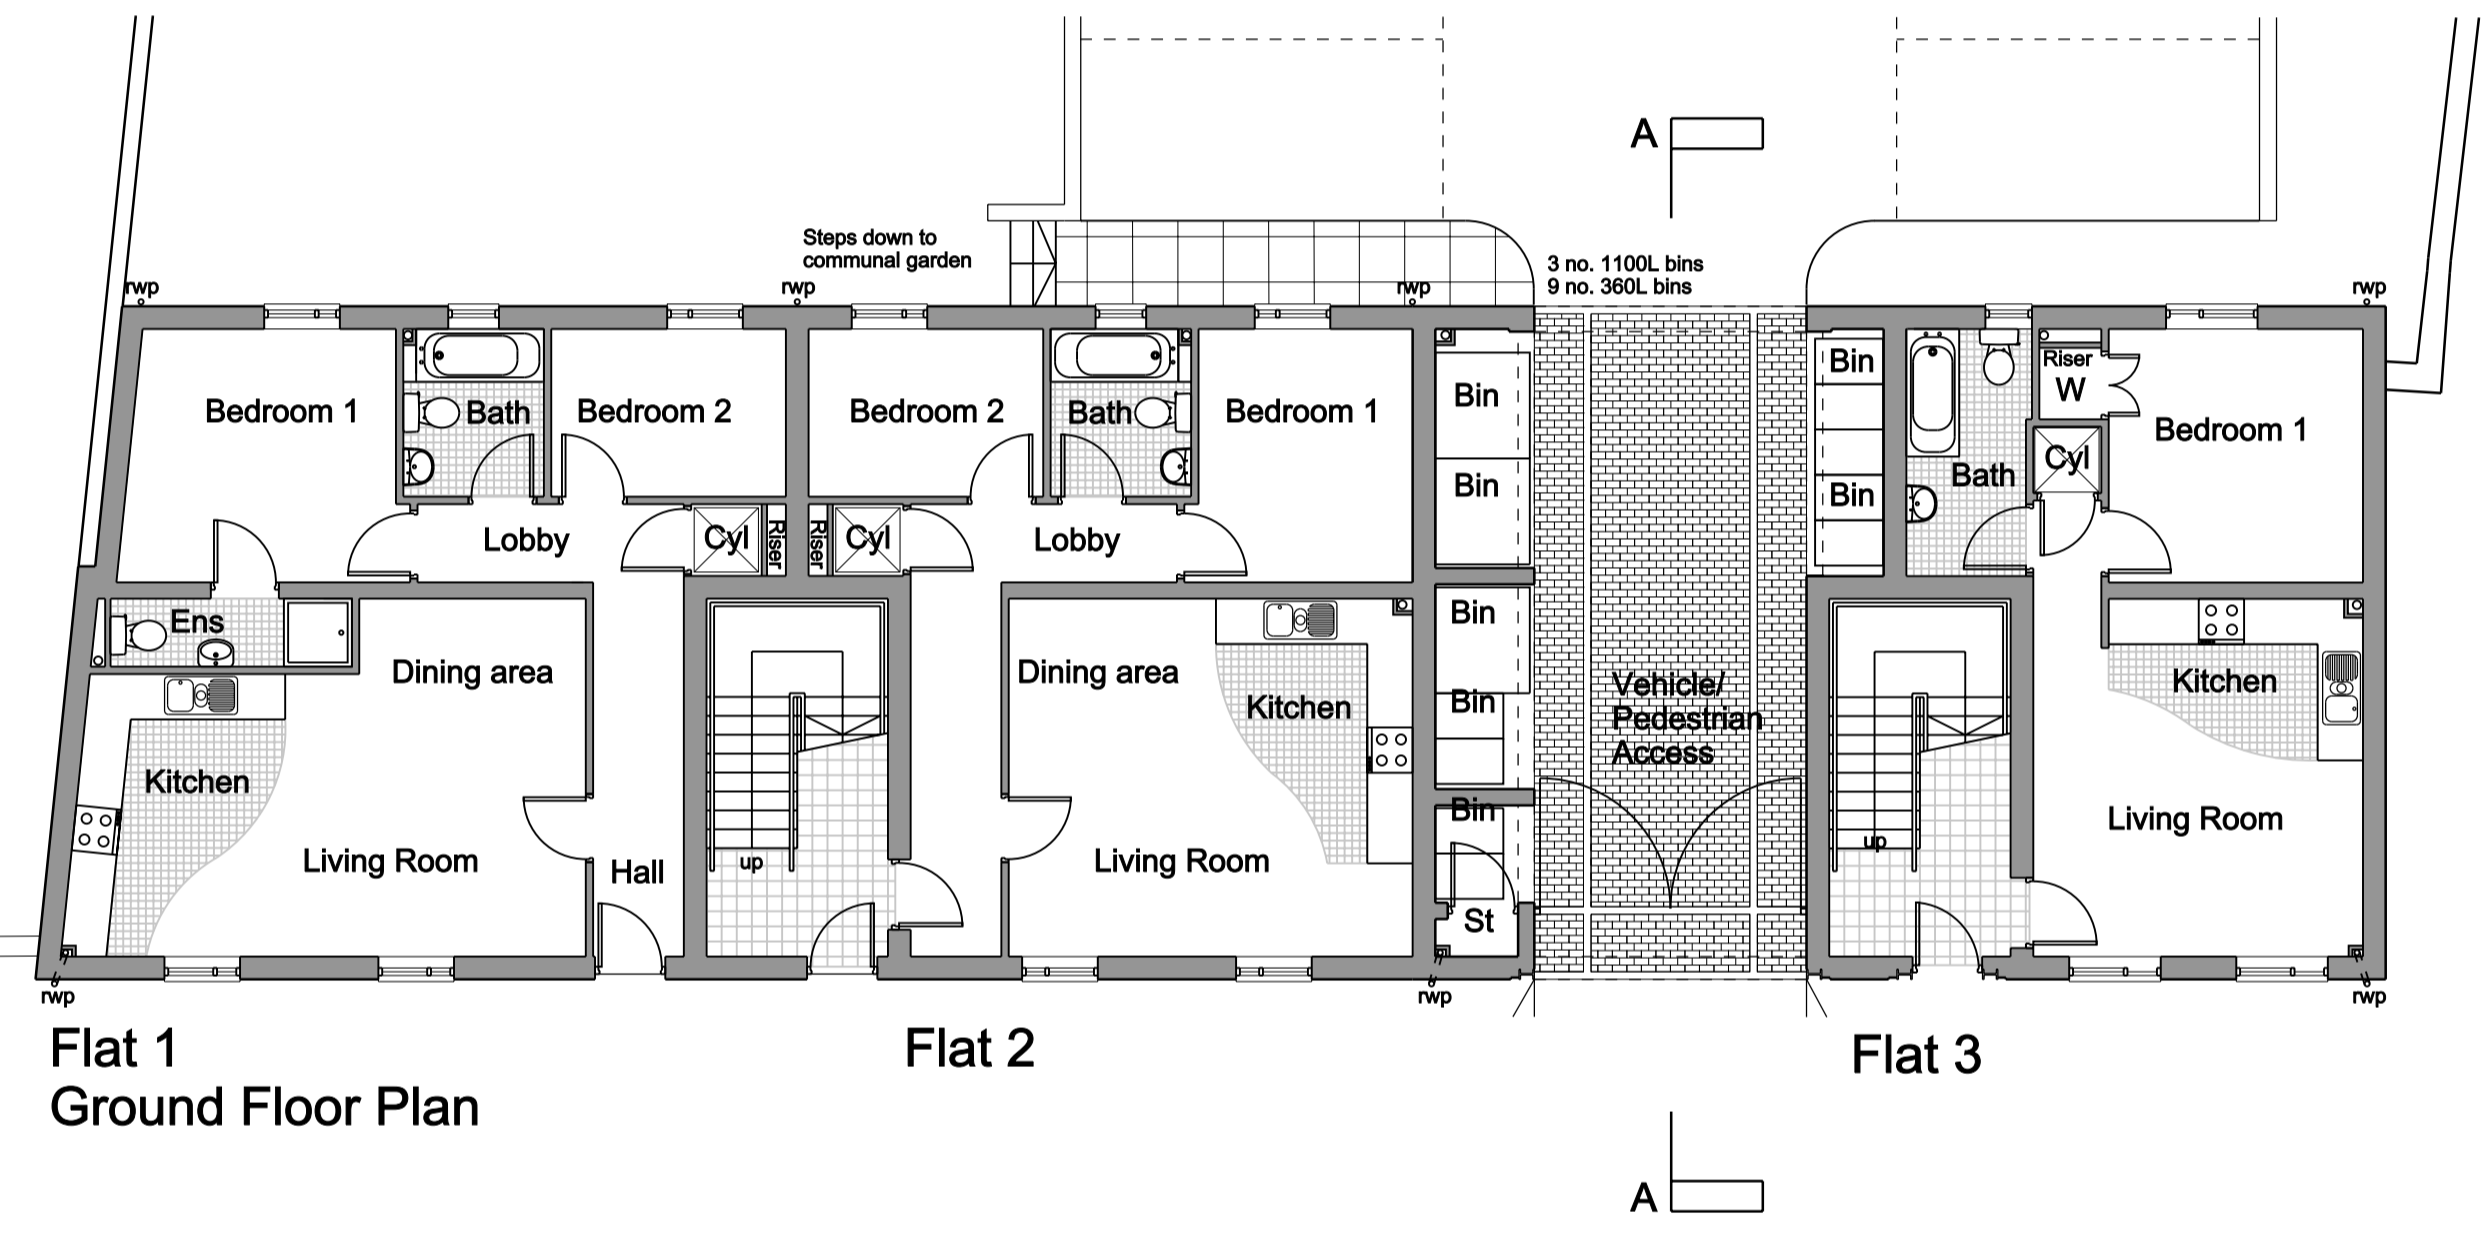 A
Steps down to
communal garden
3 no. 1100L bins
9 no. 360L bins
rwp
rwp
rwp
rwp
Bedroom 1
Bath
Bedroom 2
Bedroom 2
Bath
Bedroom 1
Bin
Bin
Bin
Bin
Riser
W
Bedroom 1
Cyl
Bath
Lobby
Cyl
Riser
Riser
Cyl
Lobby
Ens
Dining area
Dining area
Kitchen
Bin
Bin
Bin
St
Vehicle/
Pedestrian
Access
Kitchen
Kitchen
Living Room
Hall
up
Living Room
up
Living Room
rwp
rwp
rwp
Flat 1
Flat 2
Flat 3
Ground Floor Plan
A